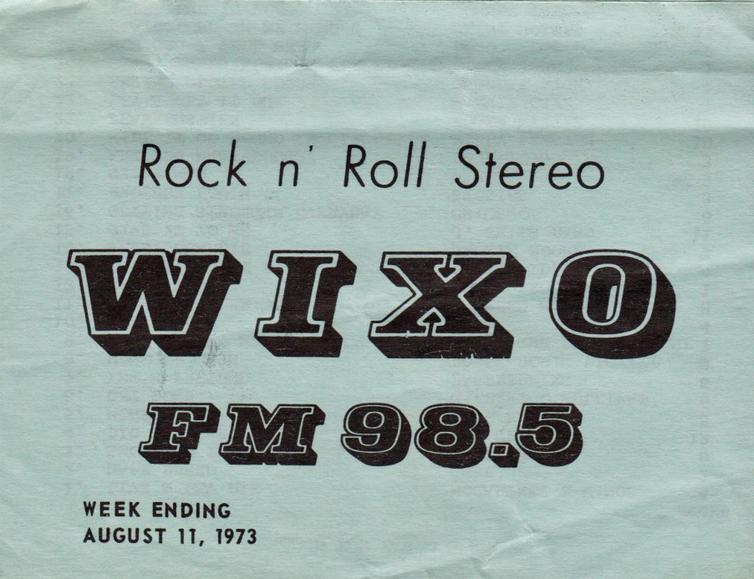 Rock n' Roll Stereo
WIXO
FM 98.5
WEEK ENDING
AUGUST 11, 1973